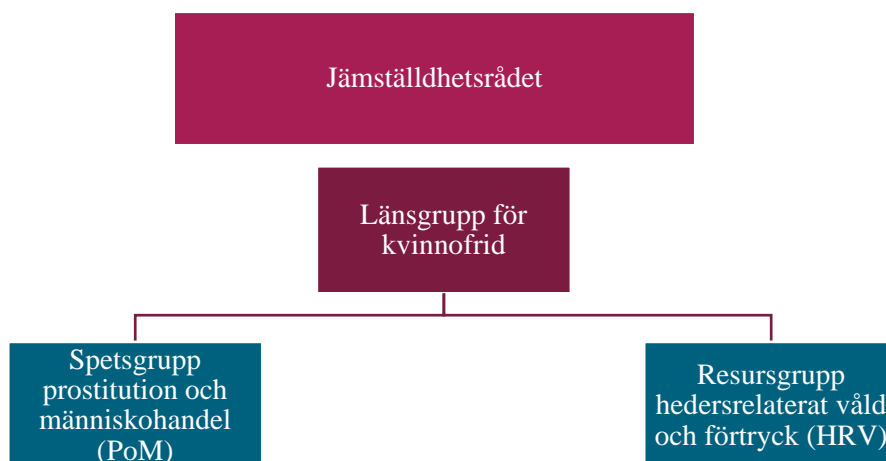 Jämställdhetsrådet
Länsgrupp för
kvinnofrid
Spetsgrupp
prostitution och
människohandel
(PoM)
Resursgrupp
hedersrelaterat våld
och förtryck (HRV)